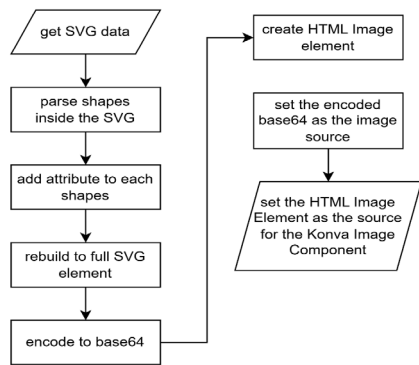 get SVG data
parse shapes
inside the SVG
add attribute to each
shapes
rebuild to full SVG
element
encode to base64
create HTML Image
element
set the encoded
base64 as the image
source
set the HTML Image
Element as the source
for the Konva Image
Component